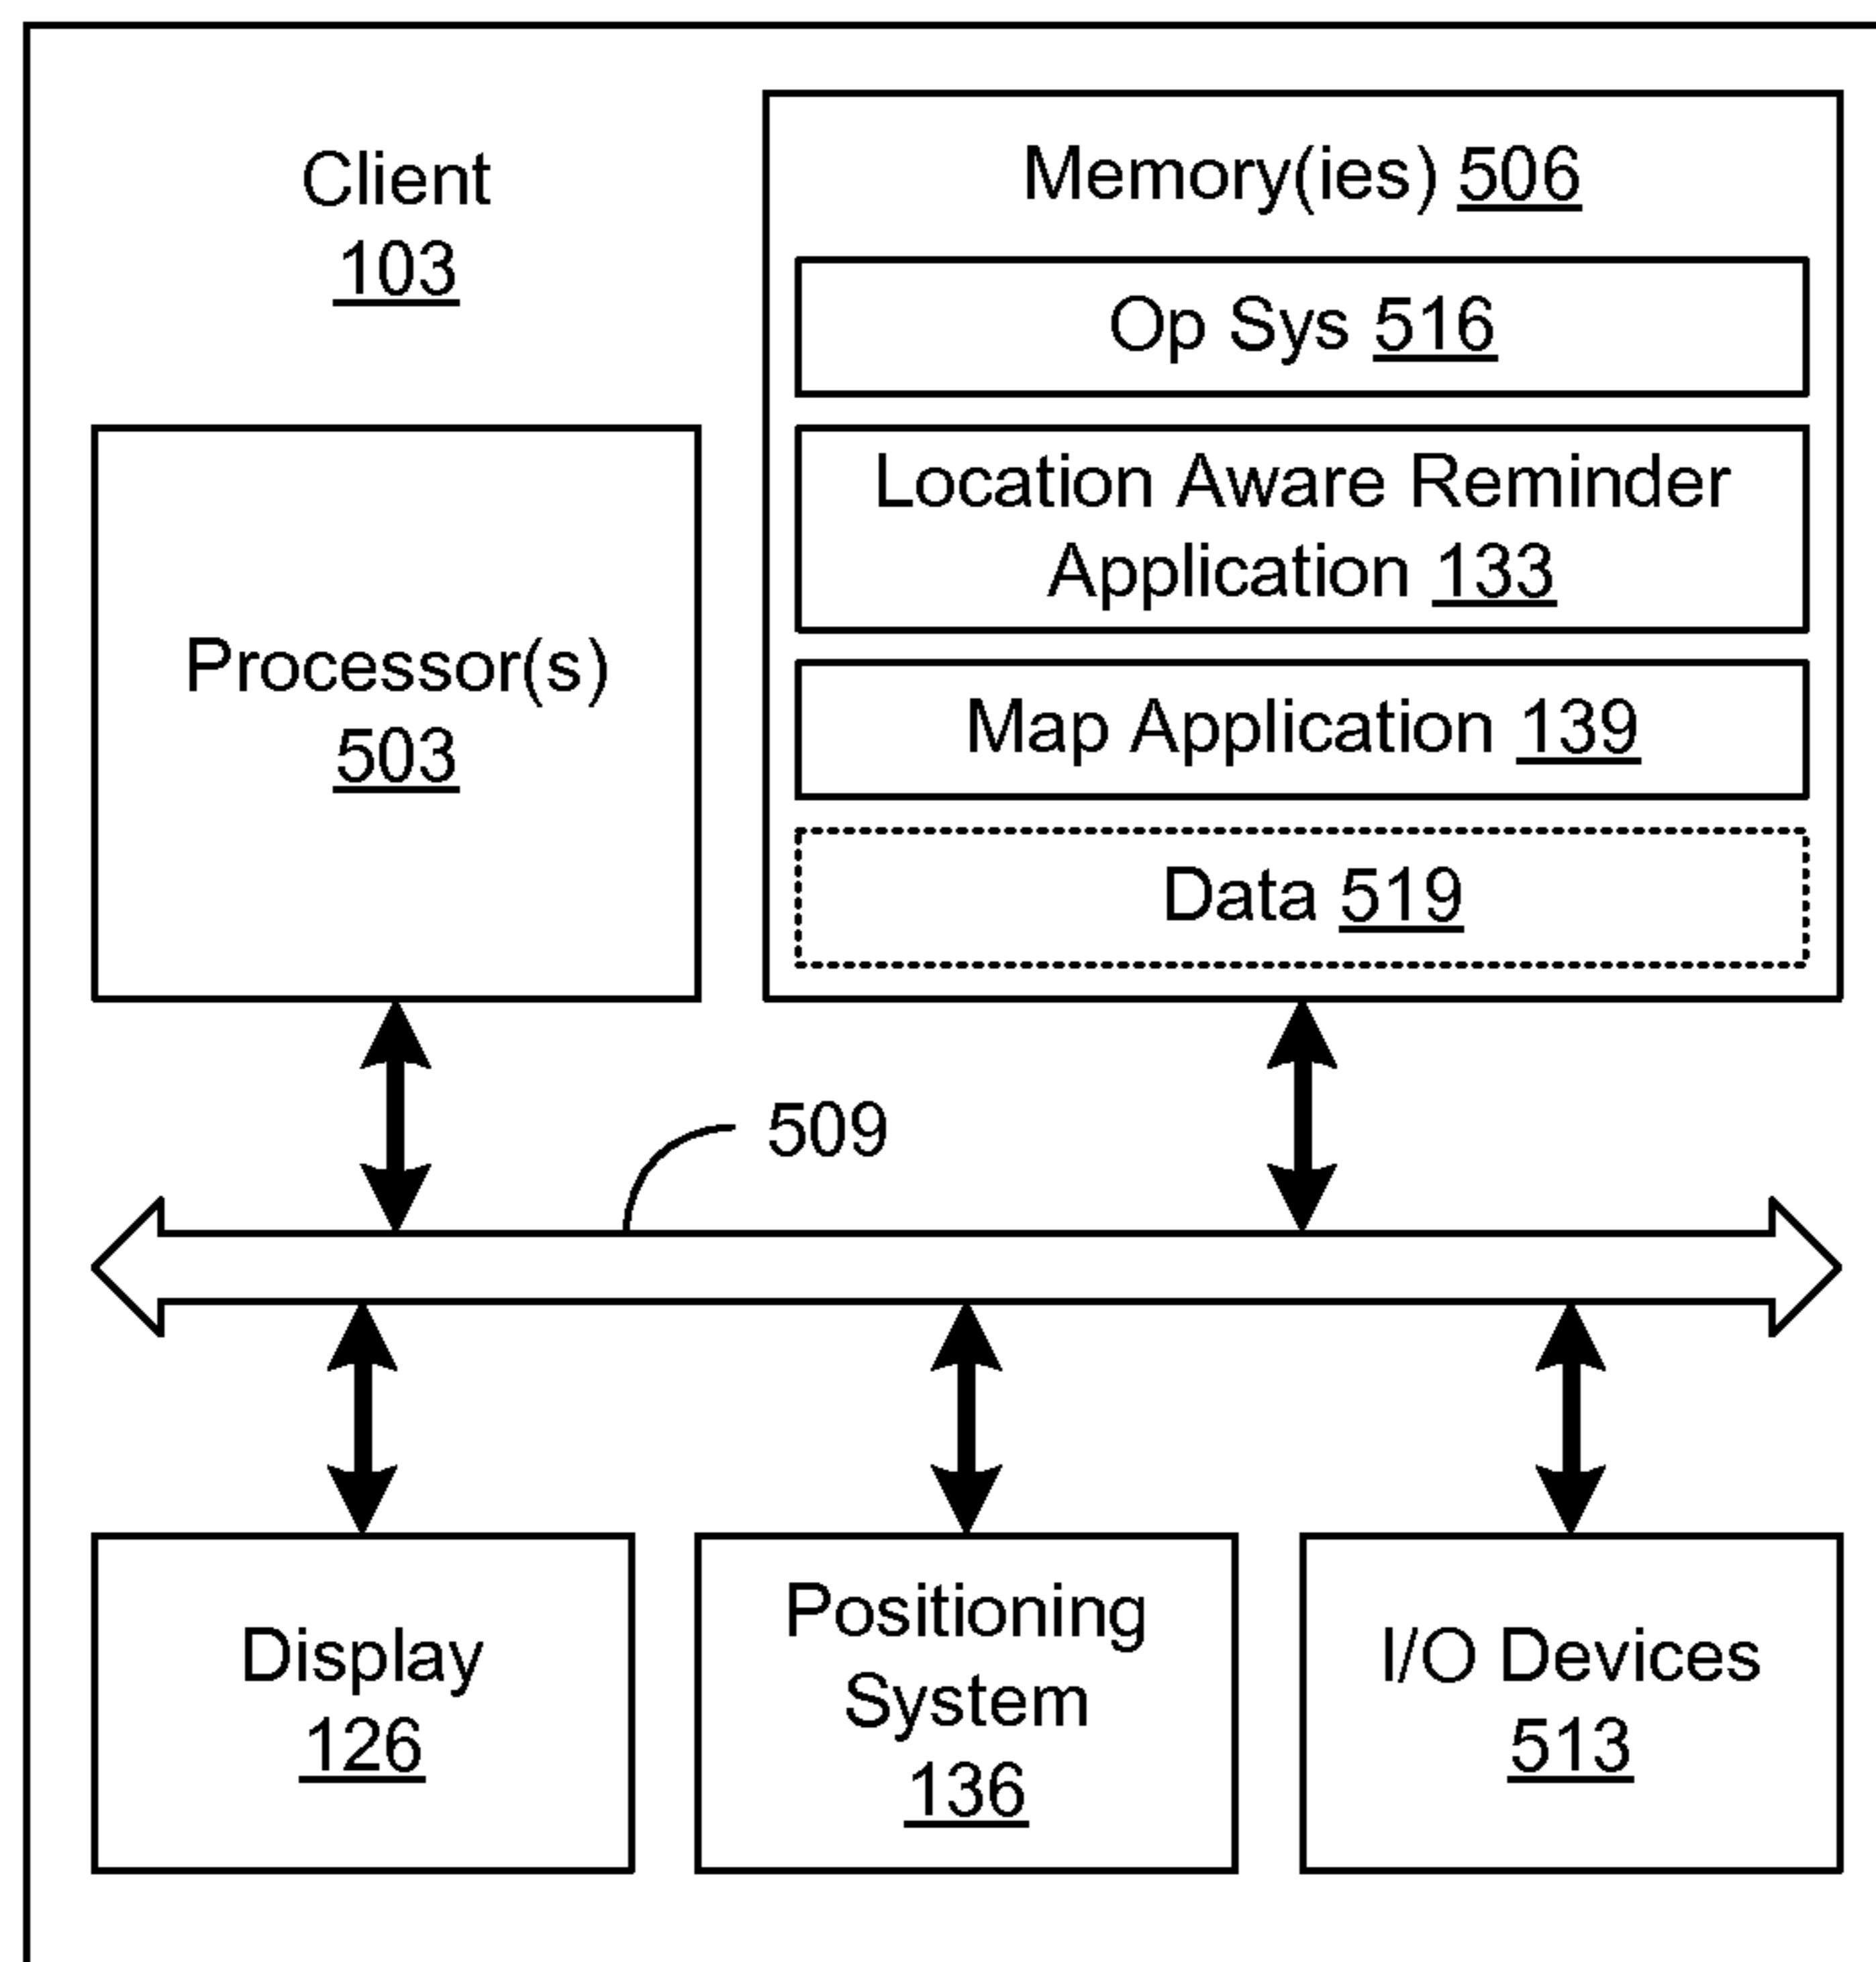 Client
103
Memory(ies) 506
Op Sys 516
Location Aware Reminder
Application 133
Map Application 139
Data 519
Processor(s)
503
509
Display
126
Positioning
System
136
I/O Devices
513